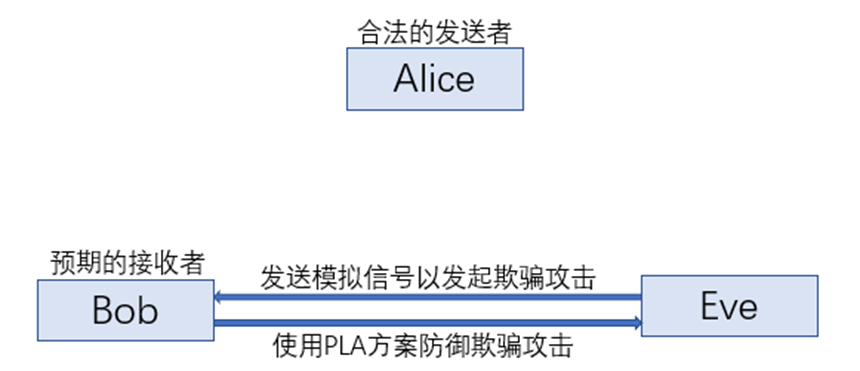 合法的发送者
Alice
预期的接收者
Bob
发送模拟信号以发起欺骗攻击
使用PLA方案防御欺骗攻击
Eve